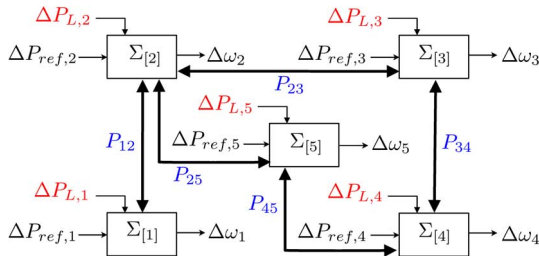 ΔP_{L,2} ΔP_{L,3}
ΔP_{ref,2} Σ_{[2]} Δω_2 ΔP_{ref,3} Σ_{[3]} Δω_3
P_{23}
ΔP_{L,5}
P_{12} ΔP_{ref,5} Σ_{[5]} Δω_5 P_{34}
P_{25}
ΔP_{L,1} P_{45} ΔP_{L,4}
ΔP_{ref,1} Σ_{[1]} Δω_1 ΔP_{ref,4} Σ_{[4]} Δω_4